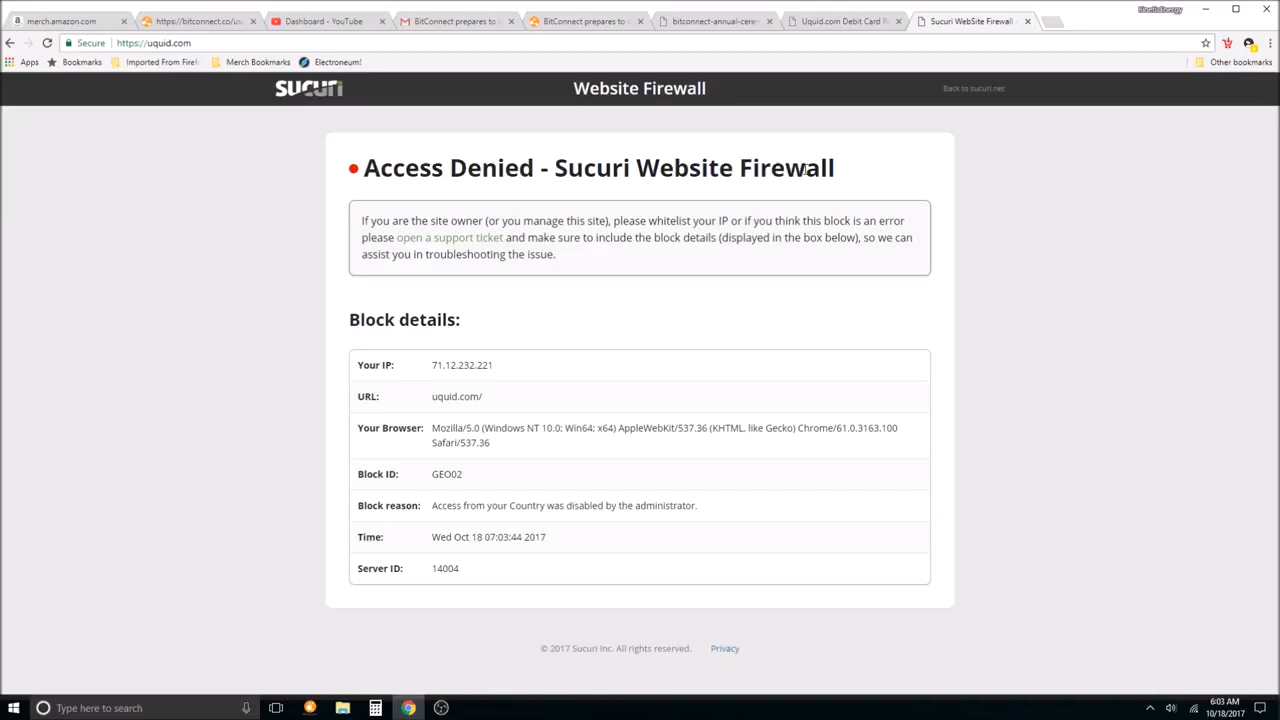 merch.amazon.com
https://bitconnect.co/us
Dashboard - YouTube
BitConnect prepares to
BitConnect prepares to
bitconnect-annual-cere
Uquid.com Debit Card R
Sucuri WebSite Firewall -
KineticEnergy
Secure
https://uquid.com
Apps
Bookmarks
Imported From Firef
Merch Bookmarks
Electroneum!
Other bookmarks
sucuri
Website Firewall
Back to sucuri.net
Access Denied - Sucuri Website Firewall
If you are the site owner (or you manage this site), please whitelist your IP or if you think this block is an error
please open a support ticket and make sure to include the block details (displayed in the box below), so we can
assist you in troubleshooting the issue.
Block details:
Your IP: 71.12.232.221
URL: uquid.com/
Your Browser: Mozilla/5.0 (Windows NT 10.0; Win64; x64) AppleWebKit/537.36 (KHTML, like Gecko) Chrome/61.0.3163.100
Safari/537.36
Block ID: GEO02
Block reason: Access from your Country was disabled by the administrator.
Time: Wed Oct 18 07:03:44 2017
Server ID: 14004
© 2017 Sucuri Inc. All rights reserved. Privacy
Type here to search
6:03 AM
10/18/2017